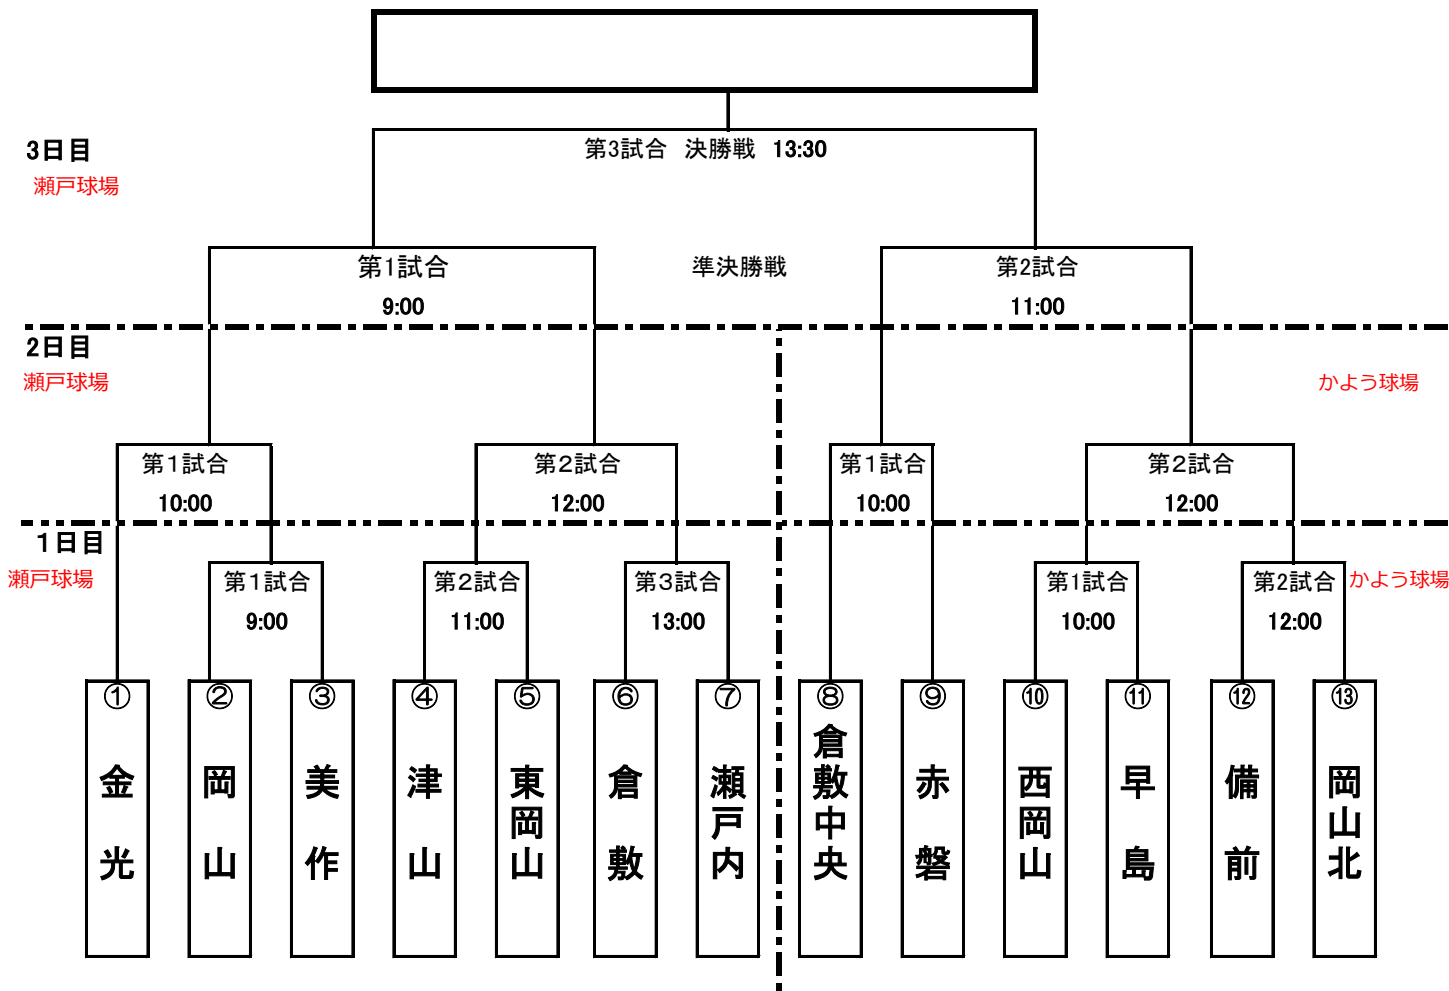 3日目
第3試合 決勝戦 13:30
瀬戸球場
第1試合
準決勝戦
第2試合
9:00
11:00
2日目
瀬戸球場
かよう球場
第1試合
第2試合
第1試合
第2試合
10:00
12:00
10:00
12:00
1日目
瀬戸球場
第1試合
第2試合
第3試合
第1試合
第2試合
かよう球場
9:00
11:00
13:00
10:00
12:00
①
金光
②
岡山
③
美作
④
津山
⑤
東岡山
⑥
倉敷
⑦
瀬戸内
⑧
倉敷中央
⑨
赤磐
⑩
西岡山
⑪
早島
⑫
備前
⑬
岡山北